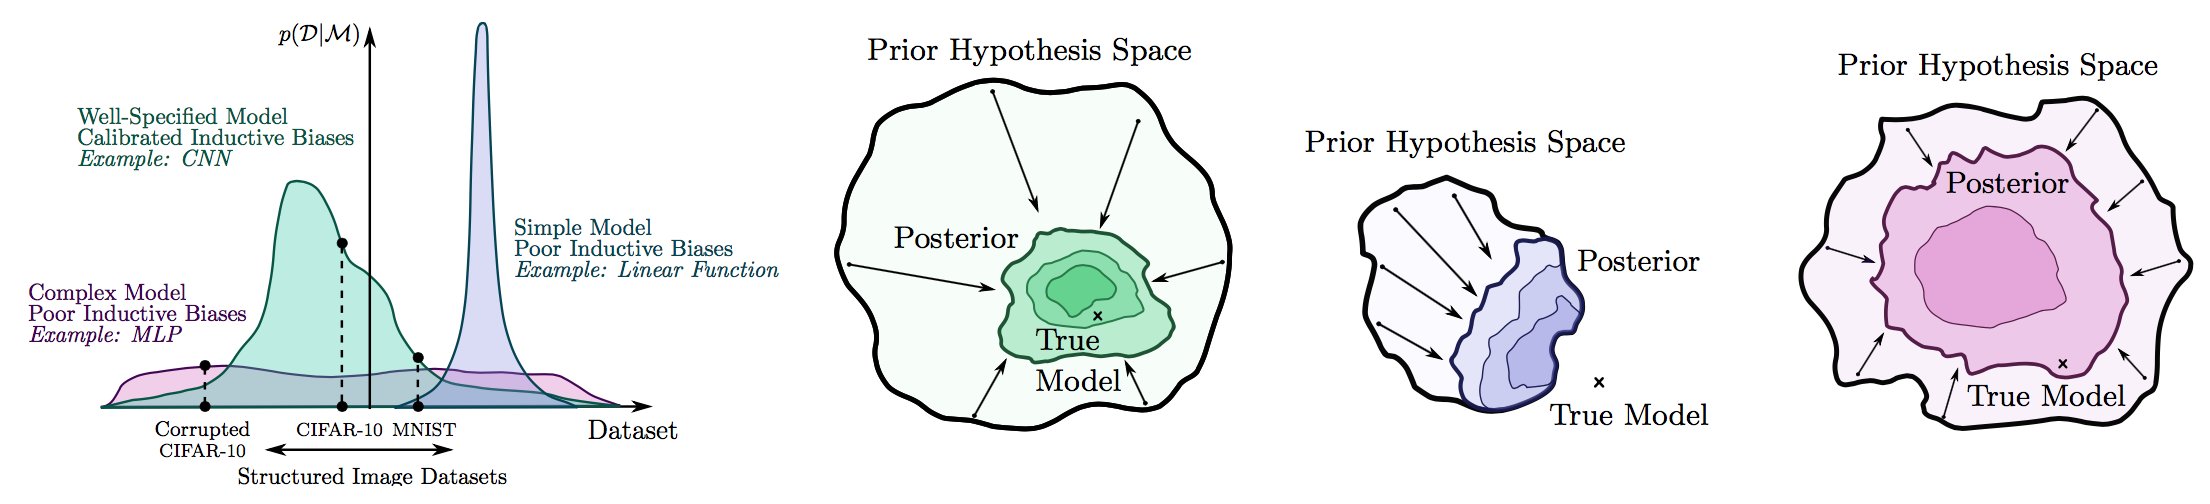 p(𝒟|ℳ)
Well-Specified Model
Calibrated Inductive Biases
Example: CNN
Simple Model
Poor Inductive Biases
Example: Linear Function
Complex Model
Poor Inductive Biases
Example: MLP
Corrupted
CIFAR-10
CIFAR-10
MNIST
Dataset
Structured Image Datasets
Prior Hypothesis Space
Posterior
True
Model
Prior Hypothesis Space
Posterior
True Model
Prior Hypothesis Space
Posterior
True Model